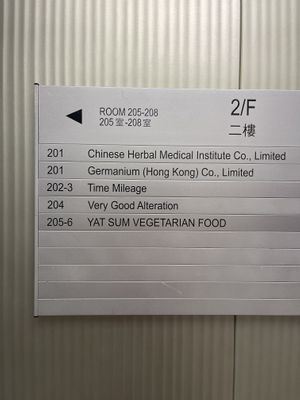 ROOM 205-208
205室-208室
2/F
二樓
201 Chinese Herbal Medical Institute Co., Limited
201 Germanium (Hong Kong) Co., Limited
202-3 Time Mileage
204 Very Good Alteration
205-6 YAT SUM VEGETARIAN FOOD